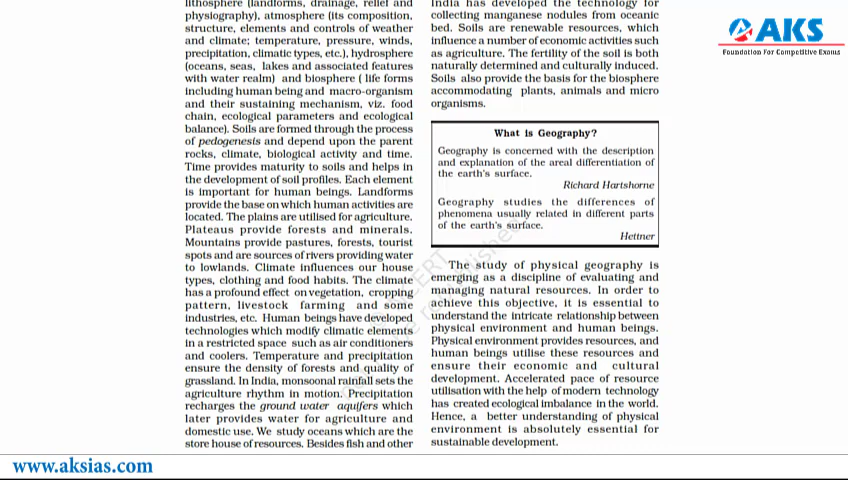 lithosphere (landforms, drainage, relief and
physiography), atmosphere (its composition,
structure, elements and controls of weather
and climate; temperature, pressure, winds,
precipitation, climatic types, etc.), hydrosphere
(oceans, seas, lakes and associated features
with water realm) and biosphere ( life forms
including human being and macro-organism
and their sustaining mechanism, viz. food
chain, ecological parameters and ecological
balance). Soils are formed through the process
of pedogenesis and depend upon the parent
rocks, climate, biological activity and time.
Time provides maturity to soils and helps in
the development of soil profiles. Each element
is important for human beings. Landforms
provide the base on which human activities are
located. The plains are utilised for agriculture.
Plateaus provide forests and minerals.
Mountains provide pastures, forests, tourist
spots and are sources of rivers providing water
to lowlands. Climate influences our house
types, clothing and food habits. The climate
has a profound effect on vegetation, cropping
pattern, livestock farming and some
industries, etc. Human beings have developed
technologies which modify climatic elements
in a restricted space such as air conditioners
and coolers. Temperature and precipitation
ensure the density of forests and quality of
grassland. In India, monsoonal rainfall sets the
agriculture rhythm in motion. Precipitation
recharges the ground water aquifers which
later provides water for agriculture and
domestic use. We study oceans which are the
store house of resources. Besides fish and other
India has developed the technology for
collecting manganese nodules from oceanic
bed. Soils are renewable resources, which
influence a number of economic activities such
as agriculture. The fertility of the soil is both
naturally determined and culturally induced.
Soils also provide the basis for the biosphere
accommodating plants, animals and micro
organisms.
What is Geography?
Geography is concerned with the description
and explanation of the areal differentiation of
the earth's surface.
Richard Hartshorne
Geography studies the differences of
phenomena usually related in different parts
of the earth's surface.
Hettner
The study of physical geography is
emerging as a discipline of evaluating and
managing natural resources. In order to
achieve this objective, it is essential to
understand the intricate relationship between
physical environment and human beings.
Physical environment provides resources, and
human beings utilise these resources and
ensure their economic and cultural
development. Accelerated pace of resource
utilisation with the help of modern technology
has created ecological imbalance in the world.
Hence, a better understanding of physical
environment is absolutely essential for
sustainable development.
AKS
Foundation For Competitive Exams
www.aksias.com